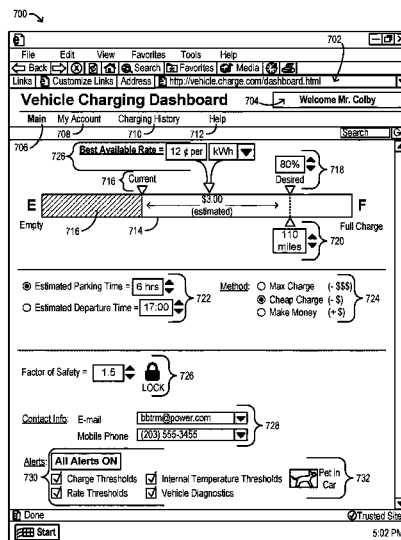 700
702
File Edit View Favorites Tools Help
Back Search Favorites Media
Links Customize Links Address http://vehicle.charge.com/dashboard.html
Vehicle Charging Dashboard 704 Welcome Mr. Colby
Main My Account Charging History Help
706 708 710 712 Search G
726 Best Available Rate = 12 ¢ per kWh
80% 718
716 Current Desired
E $3.00 F
(estimated)
Empty 716 714 Full Charge
110
miles 720
Estimated Parking Time = 6 hrs 722 Method: Max Charge (- $$$)
Cheap Charge (- $) 724
Estimated Departure Time = 17:00 Make Money (+ $)
Factor of Safety = 1.5 726
LOCK
Contact Info: E-mail bbtrm@power.com 728
Mobile Phone (203) 555-3455
Alerts: All Alerts ON
730 Charge Thresholds Internal Temperature Thresholds Pet in
Car 732
Rate Thresholds Vehicle Diagnostics
Done Trusted Site
Start 5:02 PM